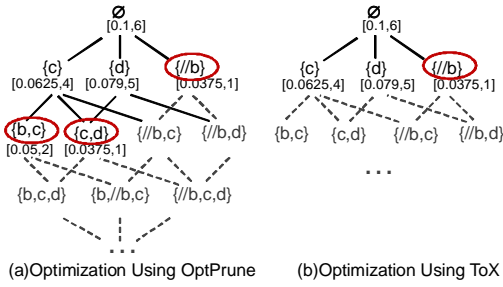 ∅ ∅
[0.1,6] [0.1,6]
{c} {d} {//b} {c} {d} {//b}
[0.0625,4] [0.079,5] [0.0375,1] [0.0625,4] [0.079,5] [0.0375,1]
{b,c} {c,d} {//b,c} {//b,d} {b,c} {c,d} {//b,c} {//b,d}
[0.05,2] [0.0375,1]
{b,c,d} {b,//b,c} {//b,c,d} ...
...
(a)Optimization Using OptPrune (b)Optimization Using ToX